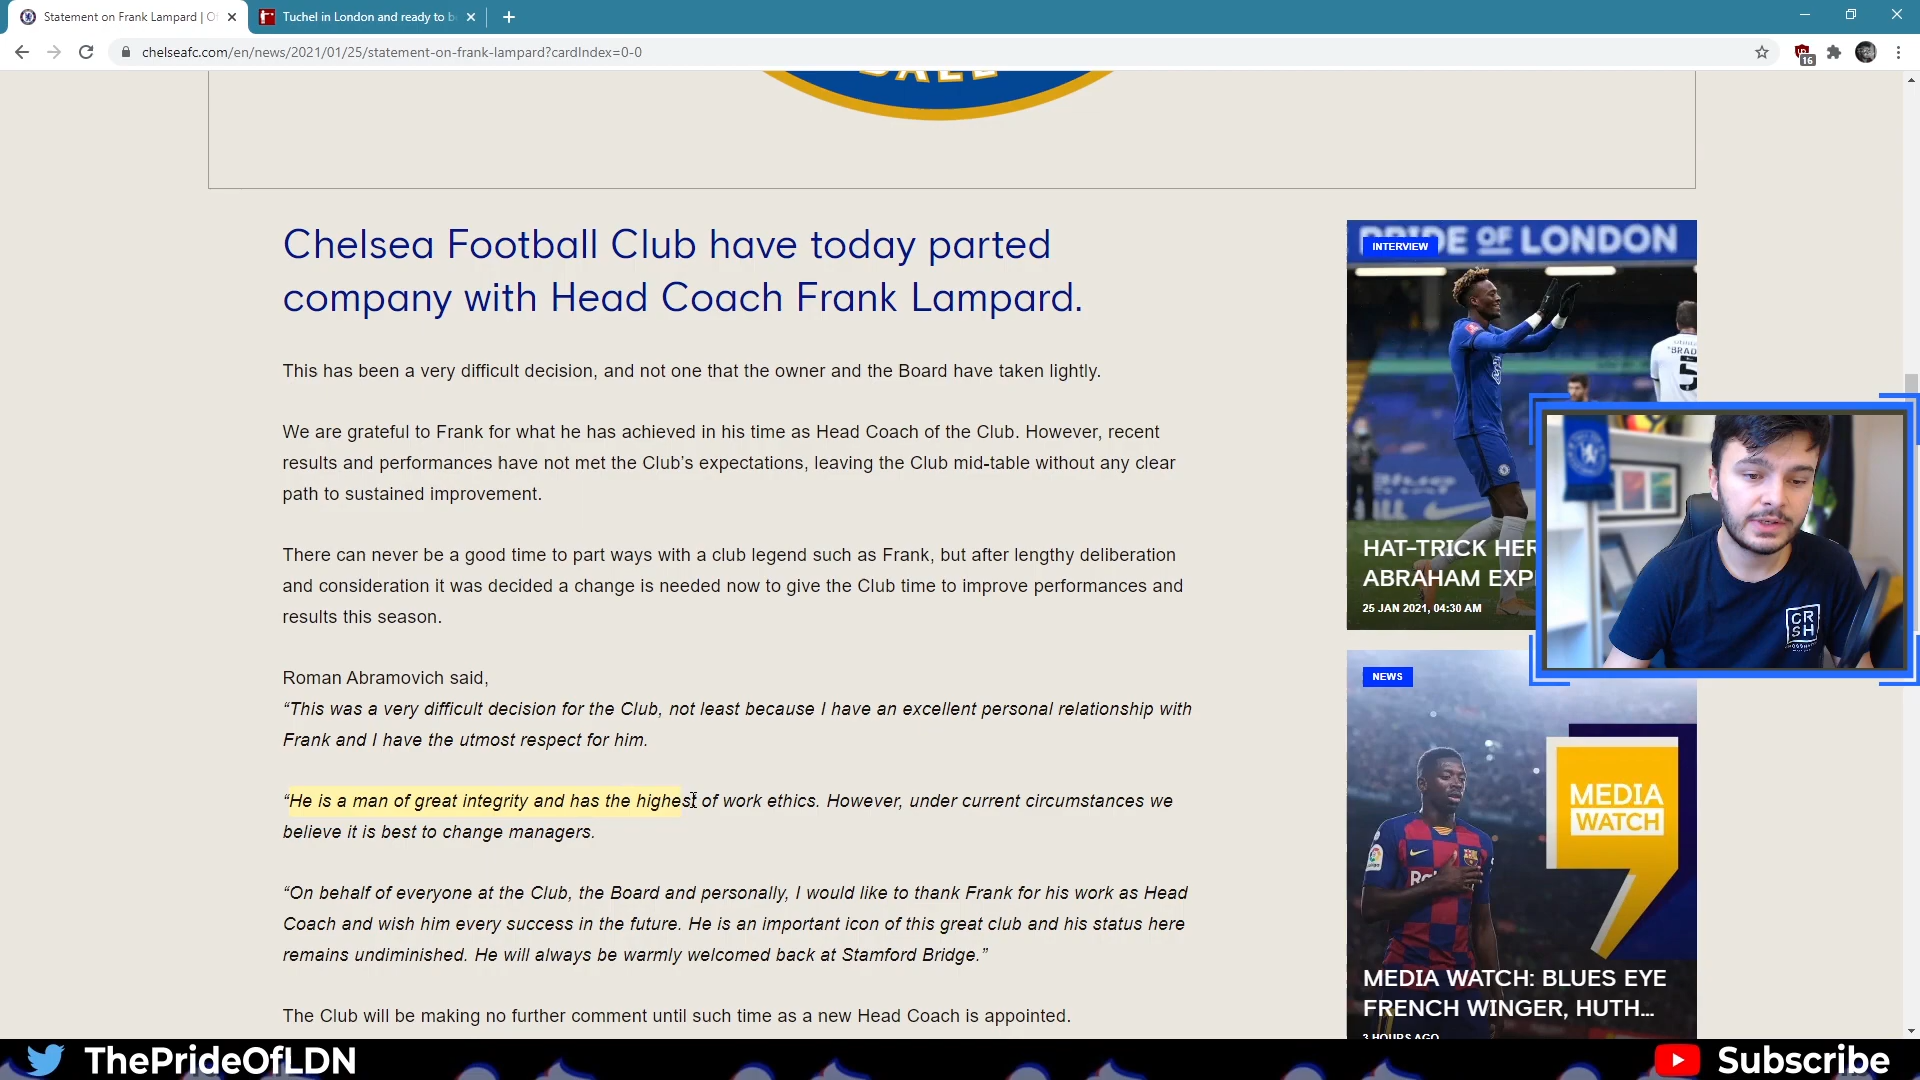 Statement on Frank Lampard | Of
Tuchel in London and ready to b
chelseafc.com/en/news/2021/01/25/statement-on-frank-lampard?cardIndex=0-0
16
Chelsea Football Club have today parted
company with Head Coach Frank Lampard.
This has been a very difficult decision, and not one that the owner and the Board have taken lightly.
We are grateful to Frank for what he has achieved in his time as Head Coach of the Club. However, recent
results and performances have not met the Club’s expectations, leaving the Club mid-table without any clear
path to sustained improvement.
There can never be a good time to part ways with a club legend such as Frank, but after lengthy deliberation
and consideration it was decided a change is needed now to give the Club time to improve performances and
results this season.
Roman Abramovich said,
“This was a very difficult decision for the Club, not least because I have an excellent personal relationship with
Frank and I have the utmost respect for him.
“He is a man of great integrity and has the highest of work ethics. However, under current circumstances we
believe it is best to change managers.
“On behalf of everyone at the Club, the Board and personally, I would like to thank Frank for his work as Head
Coach and wish him every success in the future. He is an important icon of this great club and his status here
remains undiminished. He will always be warmly welcomed back at Stamford Bridge.”
The Club will be making no further comment until such time as a new Head Coach is appointed.
PRIDE OF LONDON
INTERVIEW
BRAD
5
HAT-TRICK HER
ABRAHAM EXP
25 JAN 2021, 04:30 AM
CR
SH
NEWS
MEDIA
WATCH
MEDIA WATCH: BLUES EYE
FRENCH WINGER, HUTH...
3 HOURS AGO
ThePrideOfLDN
Subscribe